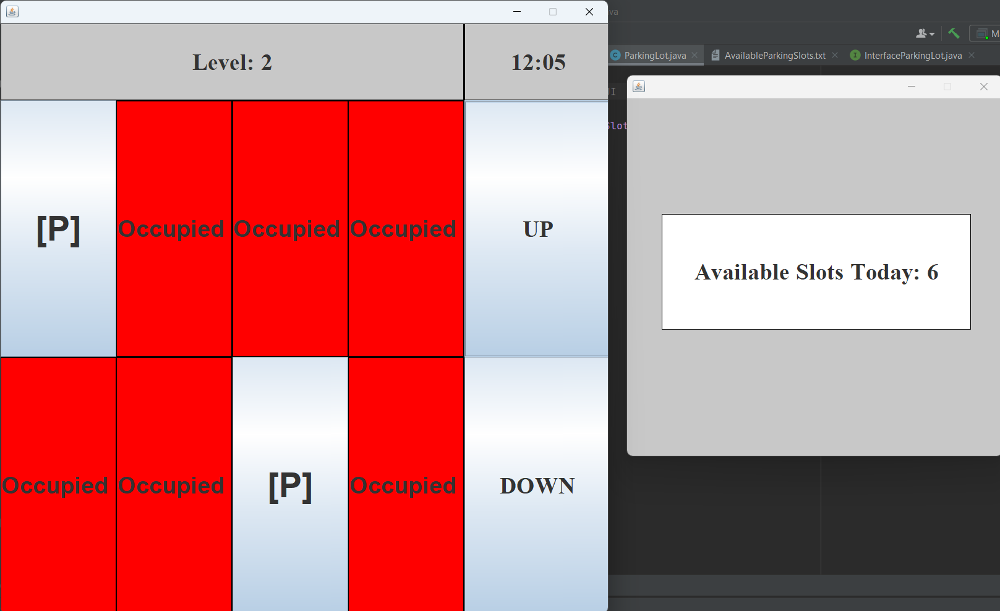 va
M
ParkingLot.java
AvailableParkingSlots.txt
InterfaceParkingLot.java
Level: 2
12:05
UI
Slot
[P]
Occupied
Occupied
Occupied
UP
Available Slots Today: 6
Occupied
Occupied
[P]
Occupied
DOWN